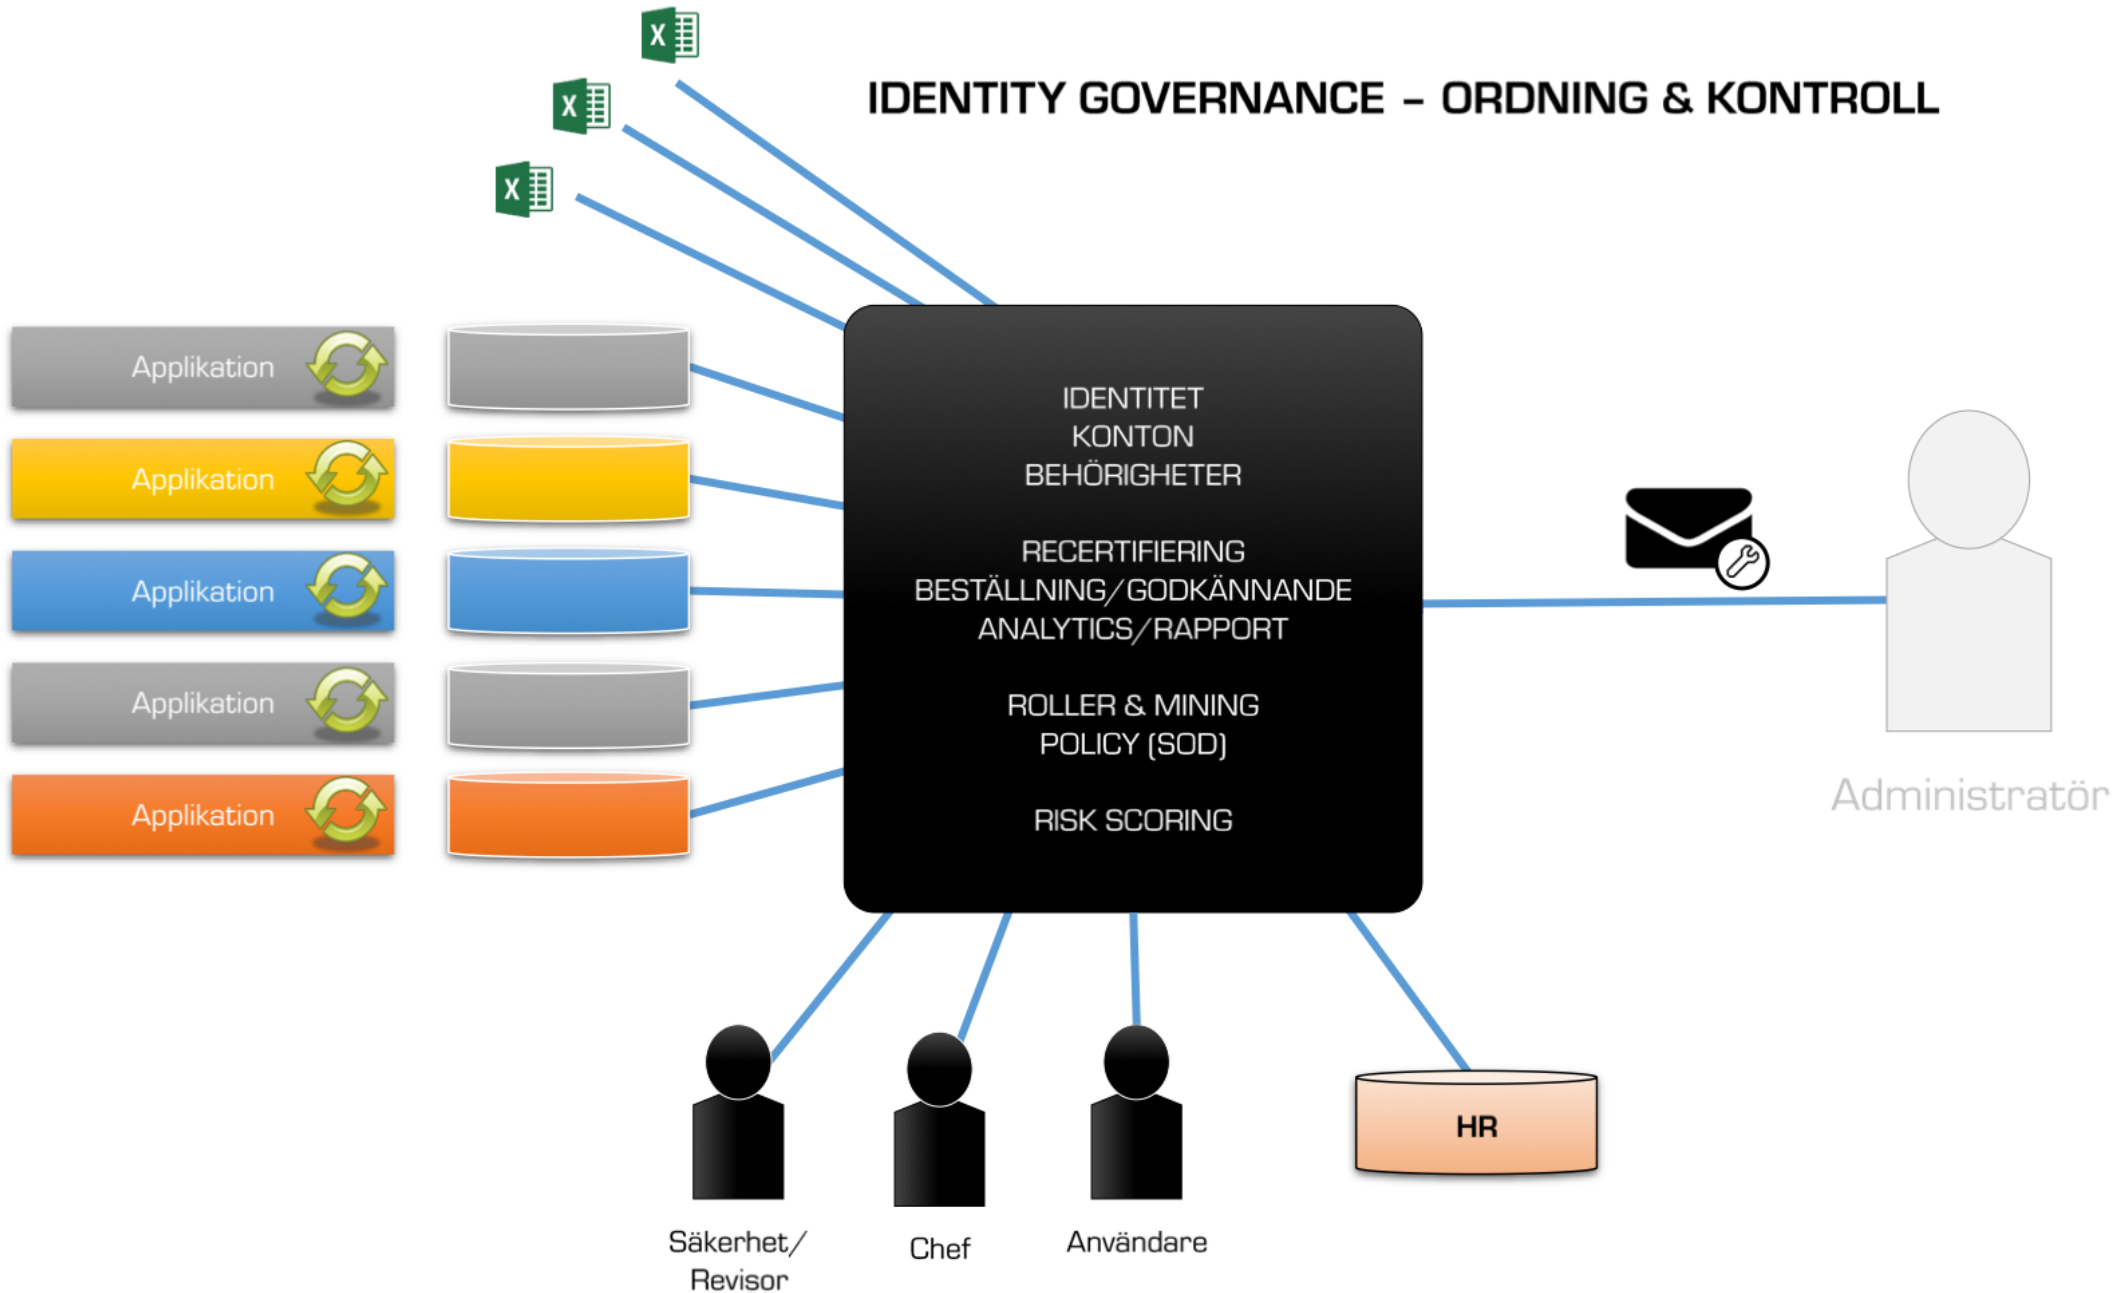 X
X
X
IDENTITY GOVERNANCE – ORDNING & KONTROLL
Applikation
Applikation
Applikation
Applikation
Applikation
IDENTITET
KONTON
BEHÖRIGHETER
RECERTIFIERING
BESTÄLLNING/GODKÄNNANDE
ANALYTICS/RAPPORT
ROLLER & MINING
POLICY (SOD)
RISK SCORING
Administratör
Säkerhet/
Revisor
Chef
Användare
HR